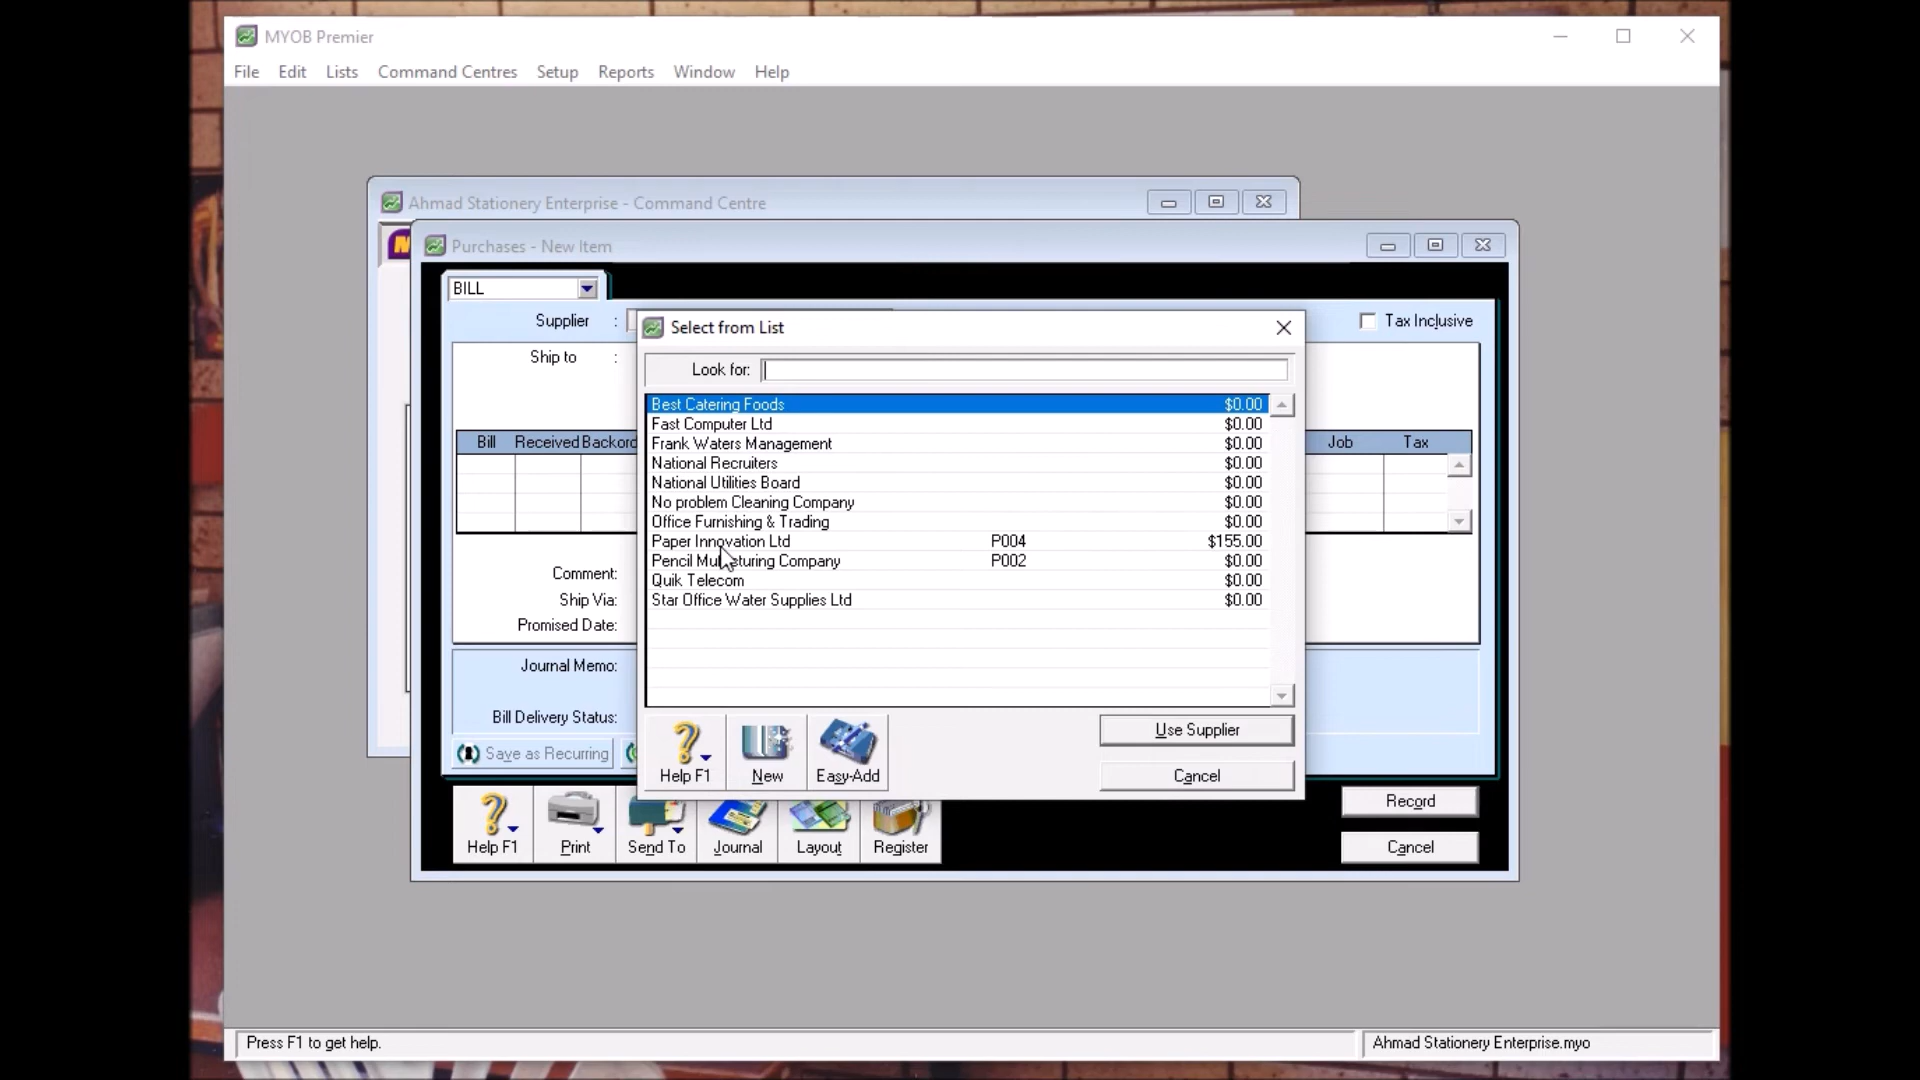 MYOB Premier
File Edit Lists Command Centres Setup Reports Window Help
Ahmad Stationery Enterprise - Command Centre
Purchases - New Item
BILL
Supplier :
Tax Inclusive
Ship to :
Bill Received Backord Job Tax
Comment:
Ship Via:
Promised Date:
Journal Memo:
Bill Delivery Status:
Save as Recurring
Select from List
Look for:
Best Catering Foods $0.00
Fast Computer Ltd $0.00
Frank Waters Management $0.00
National Recruiters $0.00
National Utilities Board $0.00
No problem Cleaning Company $0.00
Office Furnishing & Trading $0.00
Paper Innovation Ltd P004 $155.00
Pencil Company P002 $0.00
Quik Telecom $0.00
Star Office Water Supplies Ltd $0.00
Help F1 New Easy-Add
Use Supplier
Cancel
Help F1 Print Send To Journal Layout Register
Record
Cancel
Press F1 to get help.
Ahmad Stationery Enterprise.myo